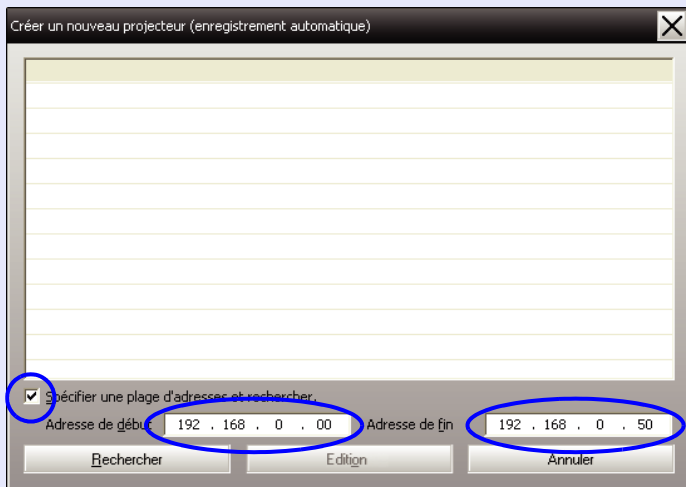 Créer un nouveau projecteur (enregistrement automatique)
Spécifier une plage d'adresses et rechercher.
Adresse de début 192 . 168 . 0 . 00 Adresse de fin 192 . 168 . 0 . 50
Rechercher Edition Annuler